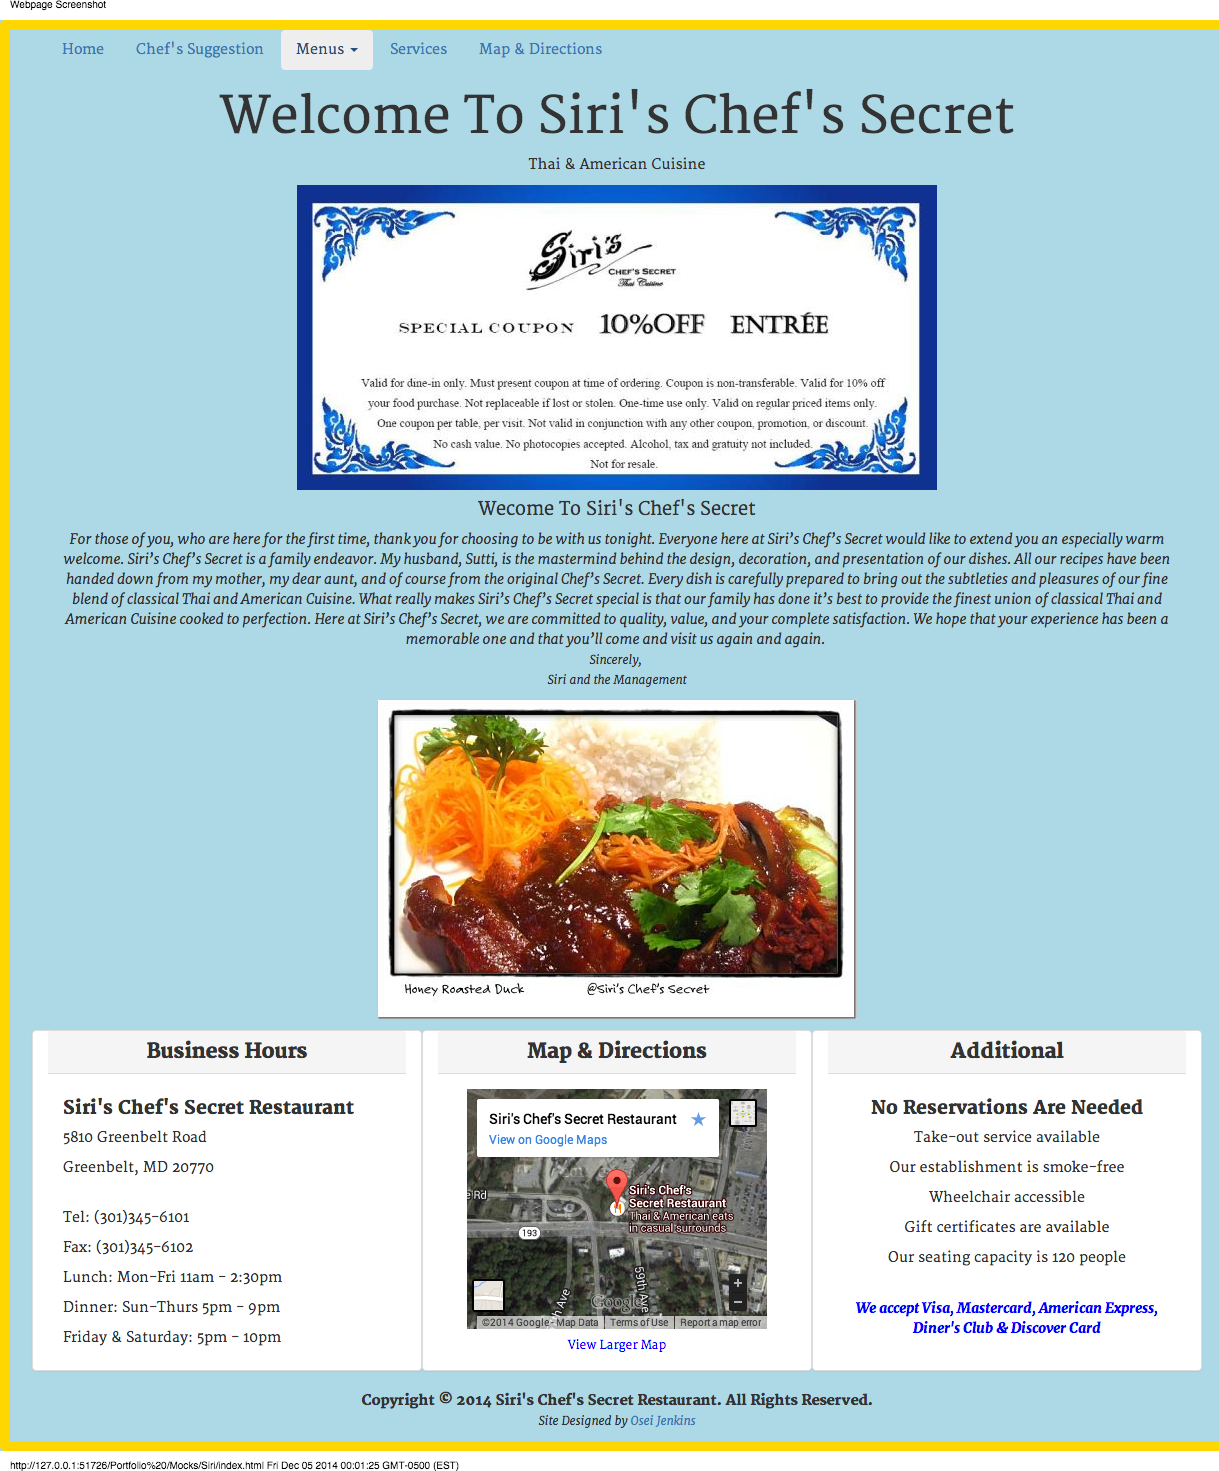 Webpage Screenshot
Home Chef's Suggestion Menus Services Map & Directions
Welcome To Siri's Chef's Secret
Thai & American Cuisine
Siri's
CHEF'S SECRET
Thai Cuisine
SPECIAL COUPON 10%OFF ENTRÉE
Valid for dine-in only. Must present coupon at time of ordering. Coupon is non-transferable. Valid for 10% off
your food purchase. Not replaceable if lost or stolen. One-time use only. Valid on regular priced items only.
One coupon per table, per visit. Not valid in conjunction with any other coupon, promotion, or discount.
No cash value. No photocopies accepted. Alcohol, tax and gratuity not included.
Not for resale.
Wecome To Siri's Chef's Secret
For those of you, who are here for the first time, thank you for choosing to be with us tonight. Everyone here at Siri’s Chef’s Secret would like to extend you an especially warm
welcome. Siri’s Chef’s Secret is a family endeavor. My husband, Sutti, is the mastermind behind the design, decoration, and presentation of our dishes. All our recipes have been
handed down from my mother, my dear aunt, and of course from the original Chef’s Secret. Every dish is carefully prepared to bring out the subtleties and pleasures of our fine
blend of classical Thai and American Cuisine. What really makes Siri’s Chef’s Secret special is that our family has done it’s best to provide the finest union of classical Thai and
American Cuisine cooked to perfection. Here at Siri’s Chef’s Secret, we are committed to quality, value, and your complete satisfaction. We hope that your experience has been a
memorable one and that you’ll come and visit us again and again.
Sincerely,
Siri and the Management
Honey Roasted Duck @Siri's Chef's Secret
Business Hours
Siri's Chef's Secret Restaurant
5810 Greenbelt Road
Greenbelt, MD 20770
Tel: (301)345-6101
Fax: (301)345-6102
Lunch: Mon-Fri 11am - 2:30pm
Dinner: Sun-Thurs 5pm - 9pm
Friday & Saturday: 5pm - 10pm
Map & Directions
Siri's Chef's Secret Restaurant
View on Google Maps
e Rd
Siri's Chef's
Secret Restaurant
Thai & American eats
in casual surrounds
193
59th Ave
th Ave
Google
©2014 Google - Map Data Terms of Use Report a map error
View Larger Map
Additional
No Reservations Are Needed
Take-out service available
Our establishment is smoke-free
Wheelchair accessible
Gift certificates are available
Our seating capacity is 120 people
We accept Visa, Mastercard, American Express,
Diner's Club & Discover Card
Copyright © 2014 Siri's Chef's Secret Restaurant. All Rights Reserved.
Site Designed by Osei Jenkins
http://127.0.0.1:51726/Portfolio%20/Mocks/Siri/index.html Fri Dec 05 2014 00:01:25 GMT-0500 (EST)